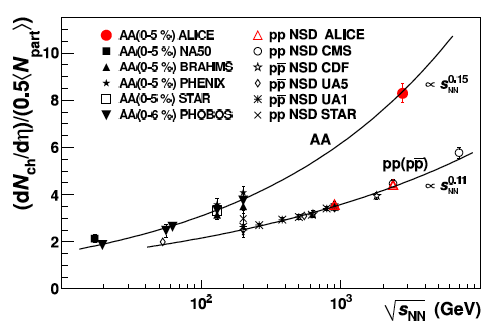 (dN_ch/dη)/(0.5⟨N_part⟩)
10
8
6
4
2
0
AA(0-5 %) ALICE
AA(0-5 %) NA50
AA(0-5 %) BRAHMS
AA(0-5 %) PHENIX
AA(0-5 %) STAR
AA(0-6 %) PHOBOS
pp NSD ALICE
pp NSD CMS
pp̅ NSD CDF
pp̅ NSD UA5
pp̅ NSD UA1
pp NSD STAR
∝ s_NN^0.15
AA
pp(pp̅)
∝ s_NN^0.11
10²
10³
√s_NN (GeV)